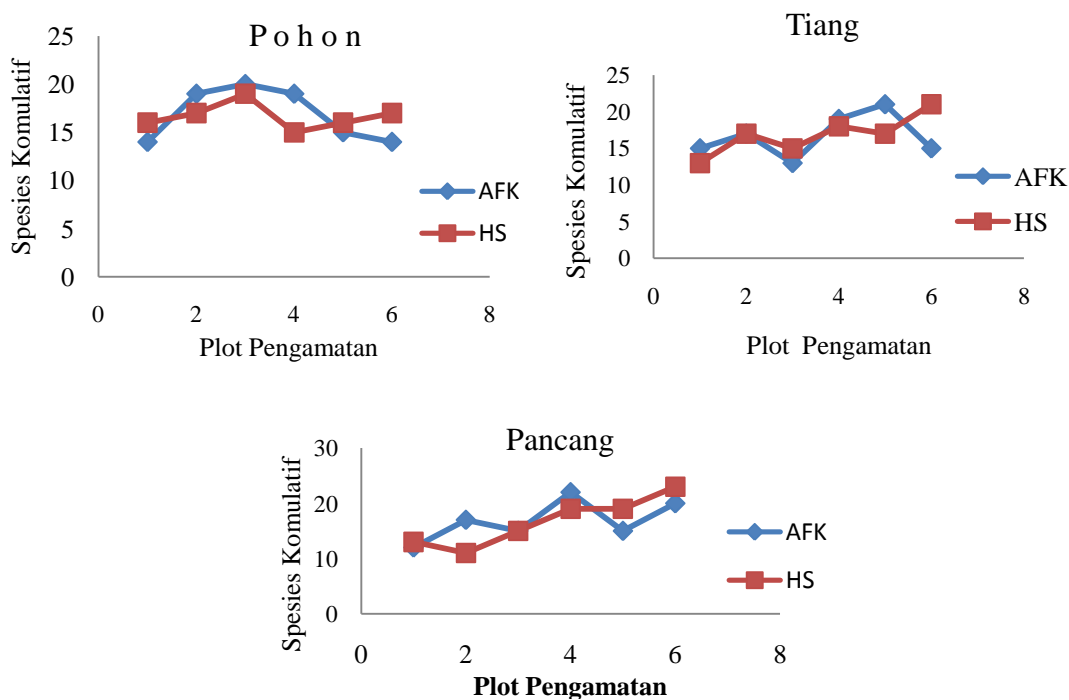 P o h o n
25
20
15
10
5
0
Spesies Komulatif
0 2 4 6 8
Plot Pengamatan
AFK
HS
Tiang
25
20
15
10
5
0
Spesies Komulatif
0 2 4 6 8
Plot Pengamatan
AFK
HS
Pancang
30
20
10
0
Spesies Komulatif
0 2 4 6 8
Plot Pengamatan
AFK
HS